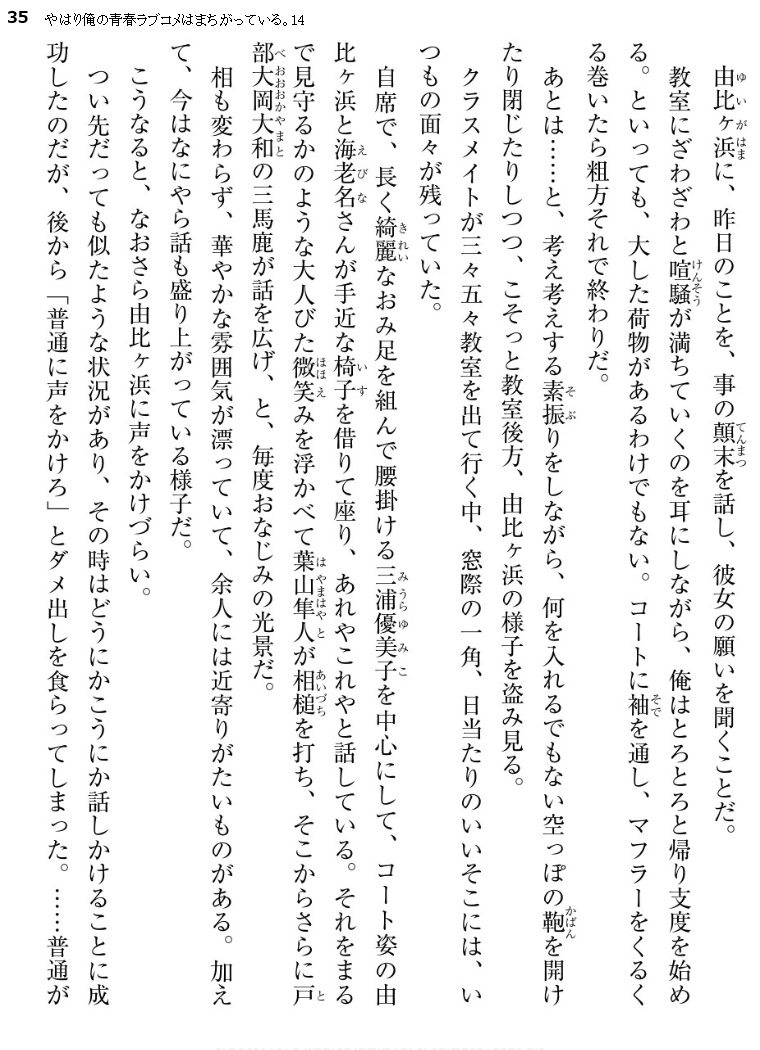 35 やはり俺の青春ラブコメはまちがっている。14
由比ヶ浜に、昨日のことを、事の顛末を話し、彼女の願いを聞くことだ。
教室にざわざわと喧騒が満ちていくのを耳にしながら、俺はとろとろと帰り支度を始め
る。といっても、大した荷物があるわけでもない。コートに袖を通し、マフラーをくるく
る巻いたら粗方それで終わりだ。
あとは……と、考え考えする素振りをしながら、何を入れるでもない空っぽの鞄を開け
たり閉じたりしつつ、こそっと教室後方、由比ヶ浜の様子を盗み見る。
クラスメイトが三々五々教室を出て行く中、窓際の一角、日当たりのいいそこには、い
つもの面々が残っていた。
自席で、長く綺麗なおみ足を組んで腰掛ける三浦優美子を中心にして、コート姿の由
比ヶ浜と海老名さんが手近な椅子を借りて座り、あれやこれやと話している。それをまる
で見守るかのような大人びた微笑みを浮かべて葉山隼人が相槌を打ち、そこからさらに戸
部大岡大和の三馬鹿が話を広げ、と、毎度おなじみの光景だ。
相も変わらず、華やかな雰囲気が漂っていて、余人には近寄りがたいものがある。加え
て、今はなにやら話も盛り上がっている様子だ。
こうなると、なおさら由比ヶ浜に声をかけづらい。
つい先だっても似たような状況があり、その時はどうにかこうにか話しかけることに成
功したのだが、後から「普通に声をかけろ」とダメ出しを食らってしまった。……普通が